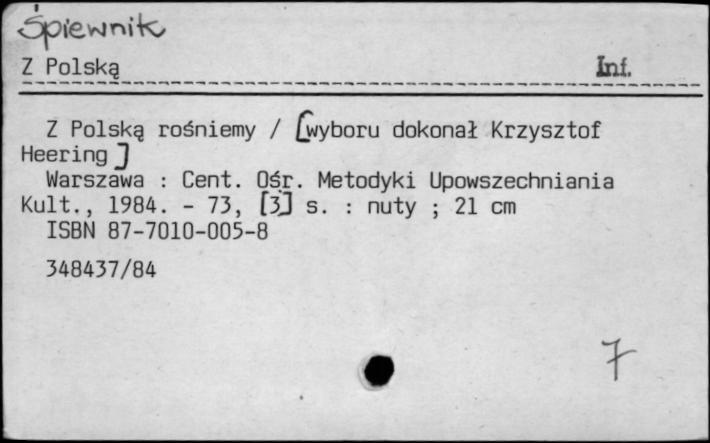 Śpiewnik
Z Polską Inf.
Z Polską rośniemy / [wyboru dokonał Krzysztof
Heering]
Warszawa : Cent. Ośr. Metodyki Upowszechniania
Kult., 1984. - 73, [3] s. : nuty ; 21 cm
ISBN 87-7010-005-8
348437/84
7